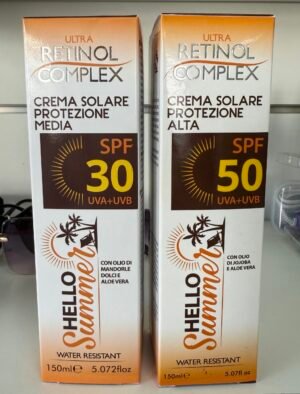 ULTRA
RETINOL
COMPLEX
CREMA SOLARE
PROTEZIONE
MEDIA
SPF
30
UVA+UVB
HELLO
Summer
CON OLIO DI
MANDORLE
DOLCI E
ALOE VERA
WATER RESISTANT
150ml℮ 5.072floz
ULTRA
RETINOL
COMPLEX
CREMA SOLARE
PROTEZIONE
ALTA
SPF
50
UVA+UVB
HELLO
Summer
CON OLIO DI
JOJOBA E
ALOE VERA
WATER RESISTANT
150ml℮ 5.07fl.oz